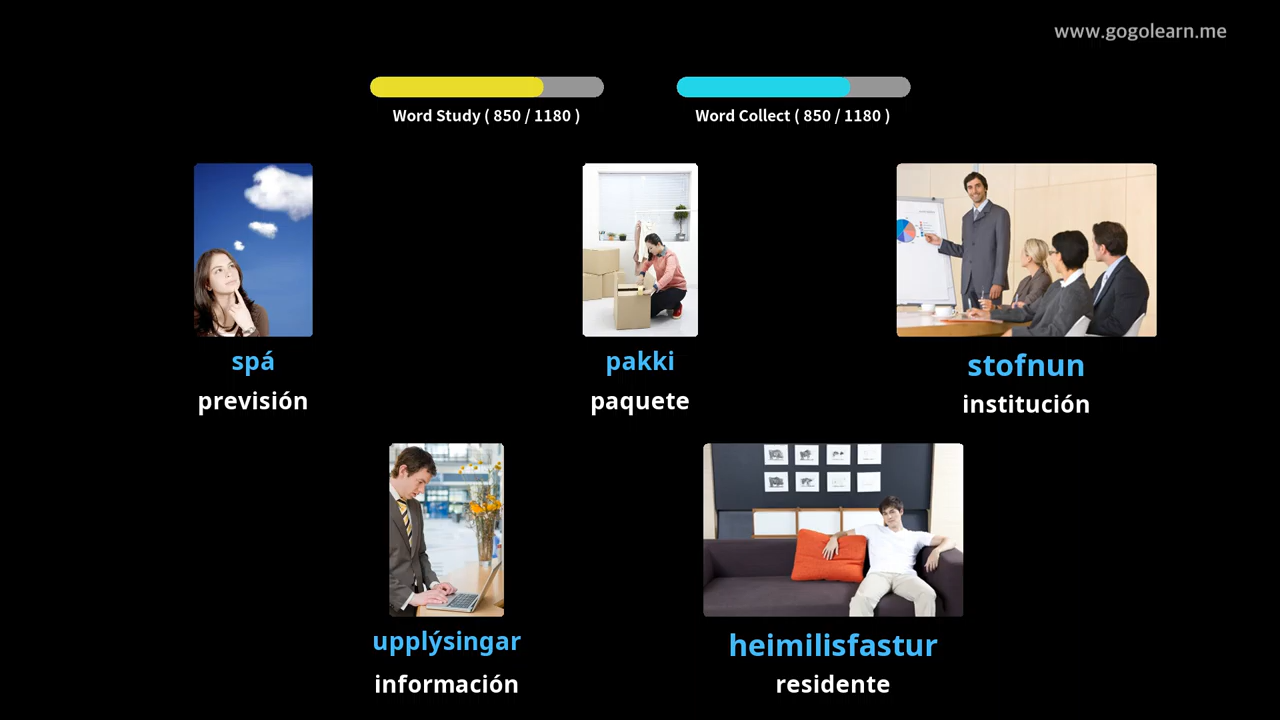 www.gogolearn.me
Word Study ( 850 / 1180 )
Word Collect ( 850 / 1180 )
spá
pakki
stofnun
previsión
paquete
institución
upplýsingar
heimilisfastur
información
residente